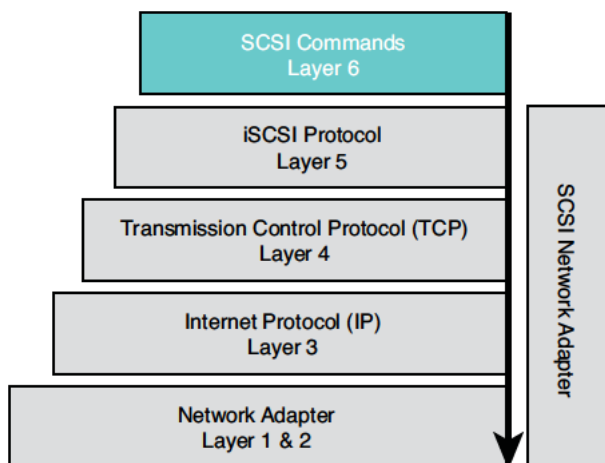 SCSI Commands
Layer 6
iSCSI Protocol
Layer 5
Transmission Control Protocol (TCP)
Layer 4
Internet Protocol (IP)
Layer 3
Network Adapter
Layer 1 & 2
SCSI Network Adapter